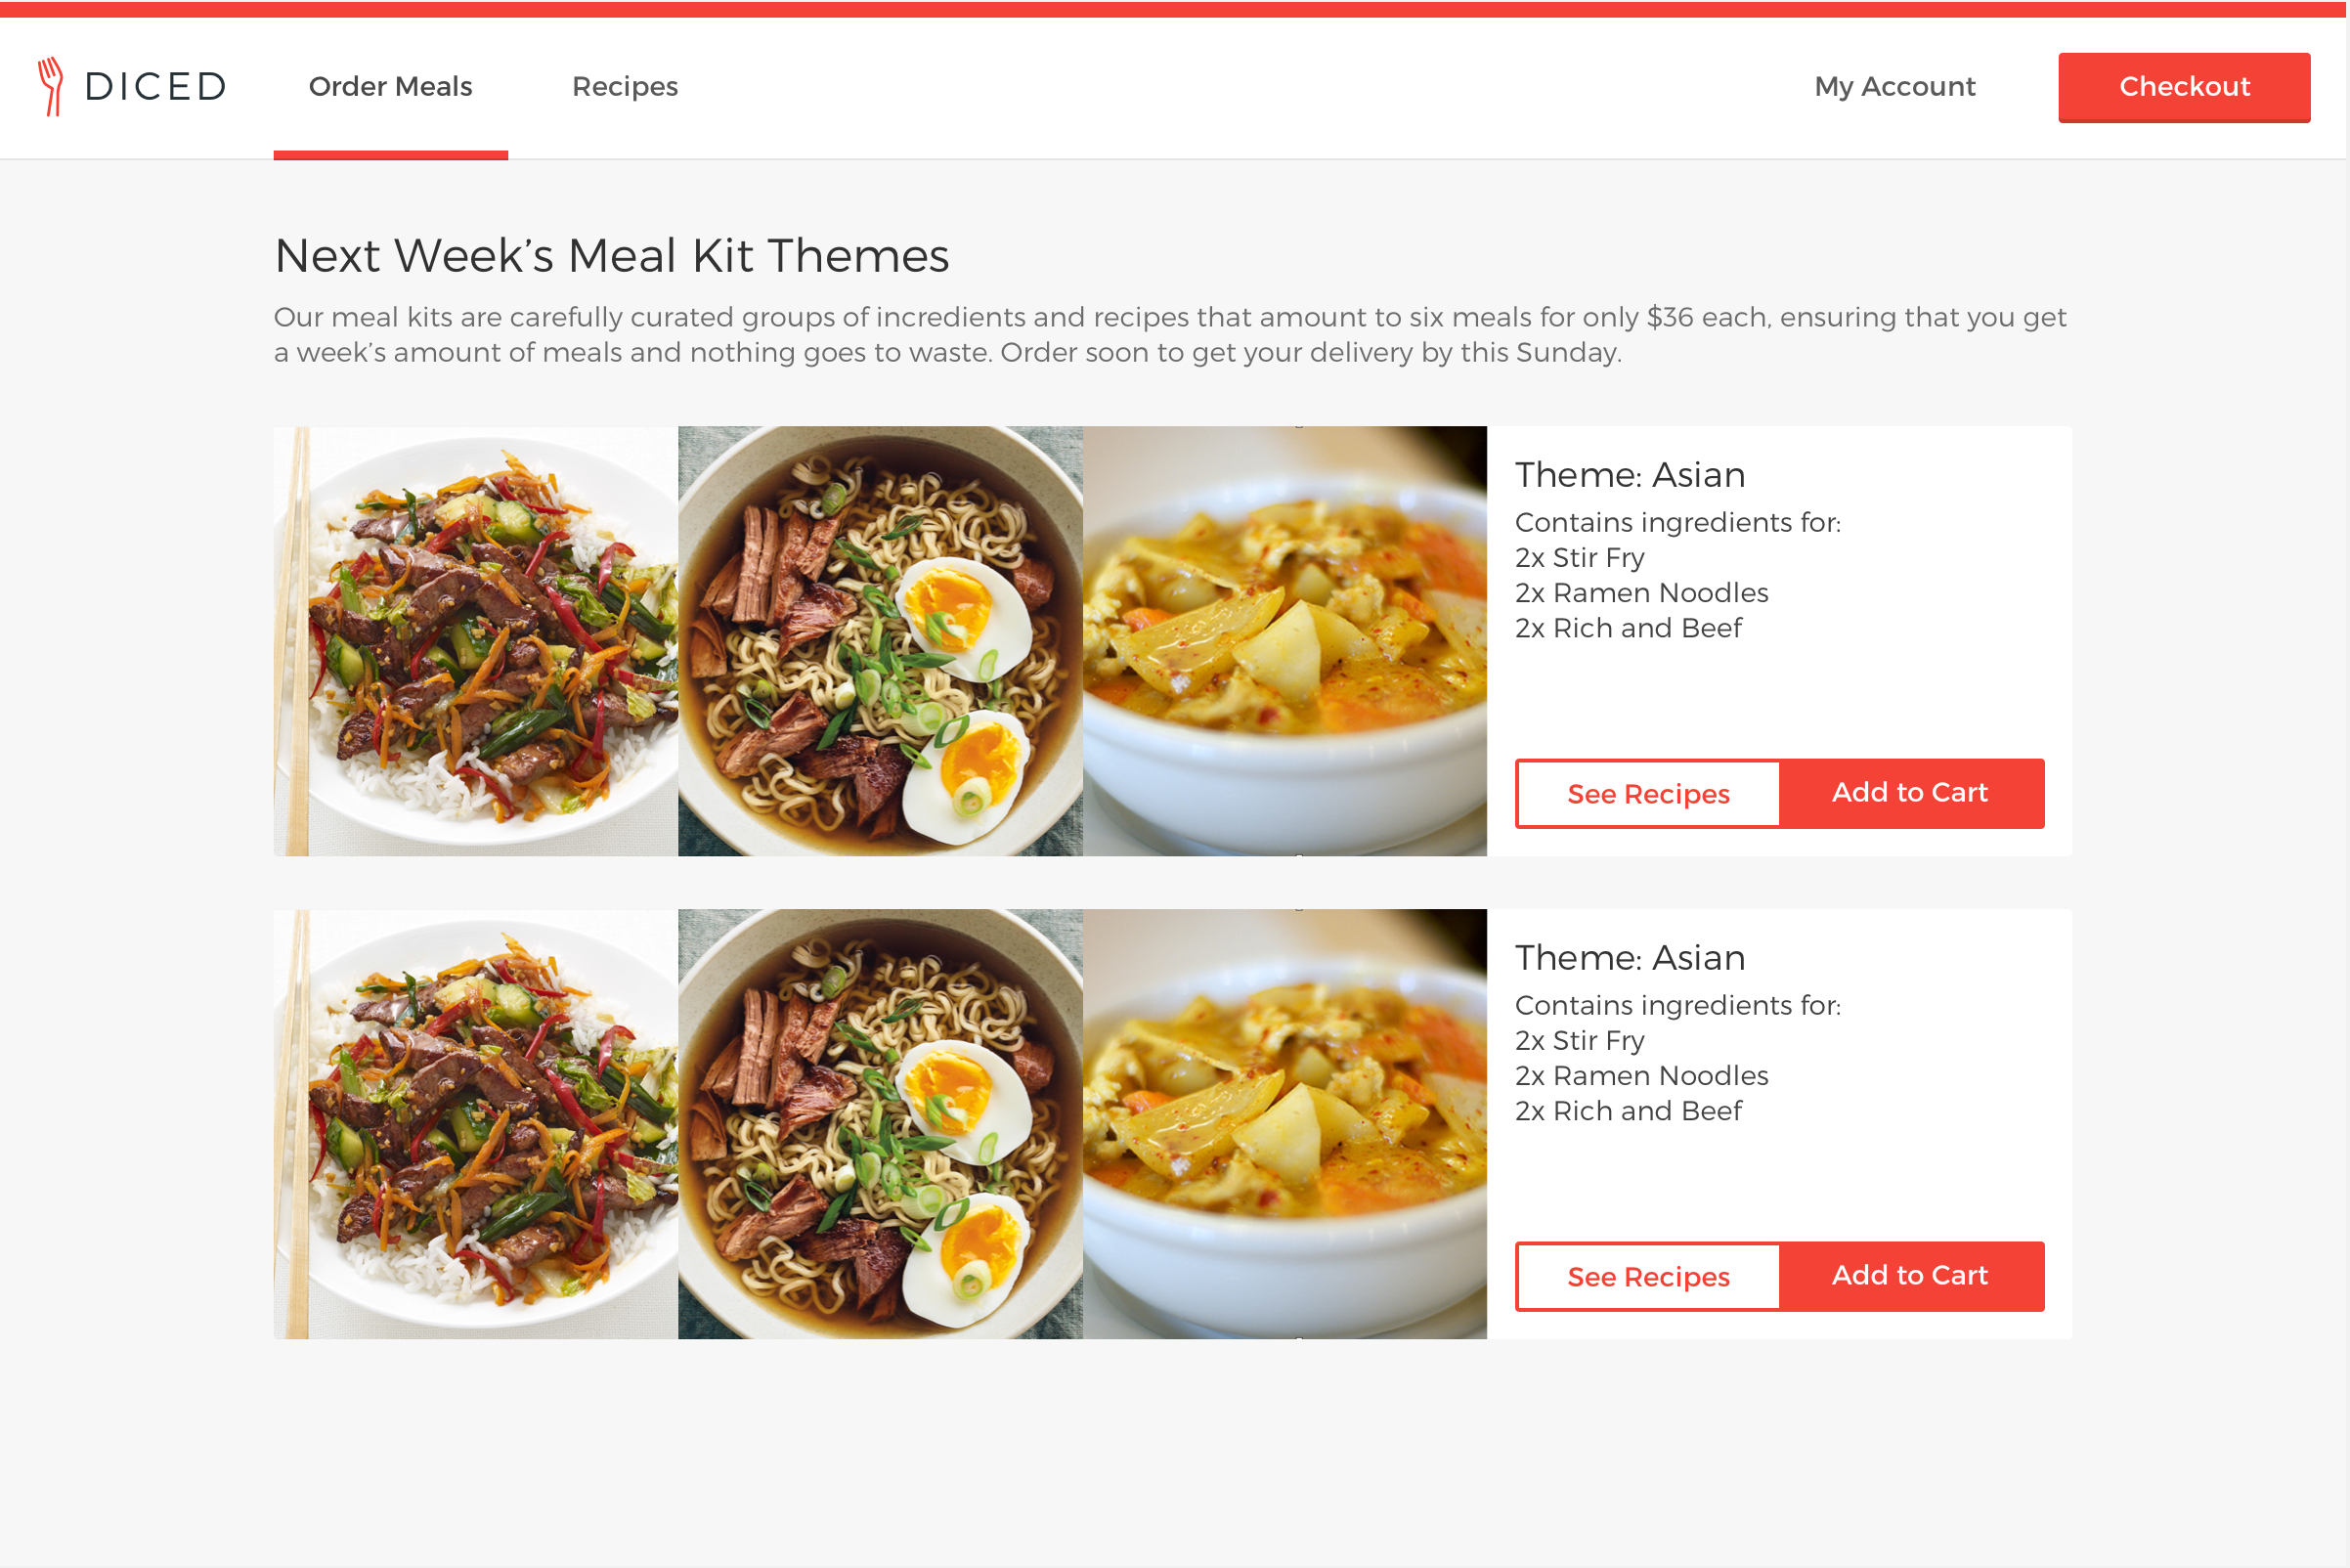 DICED
Order Meals
Recipes
My Account
Checkout
Next Week’s Meal Kit Themes
Our meal kits are carefully curated groups of incredients and recipes that amount to six meals for only $36 each, ensuring that you get
a week’s amount of meals and nothing goes to waste. Order soon to get your delivery by this Sunday.
Theme: Asian
Contains ingredients for:
2x Stir Fry
2x Ramen Noodles
2x Rich and Beef
See Recipes
Add to Cart
Theme: Asian
Contains ingredients for:
2x Stir Fry
2x Ramen Noodles
2x Rich and Beef
See Recipes
Add to Cart